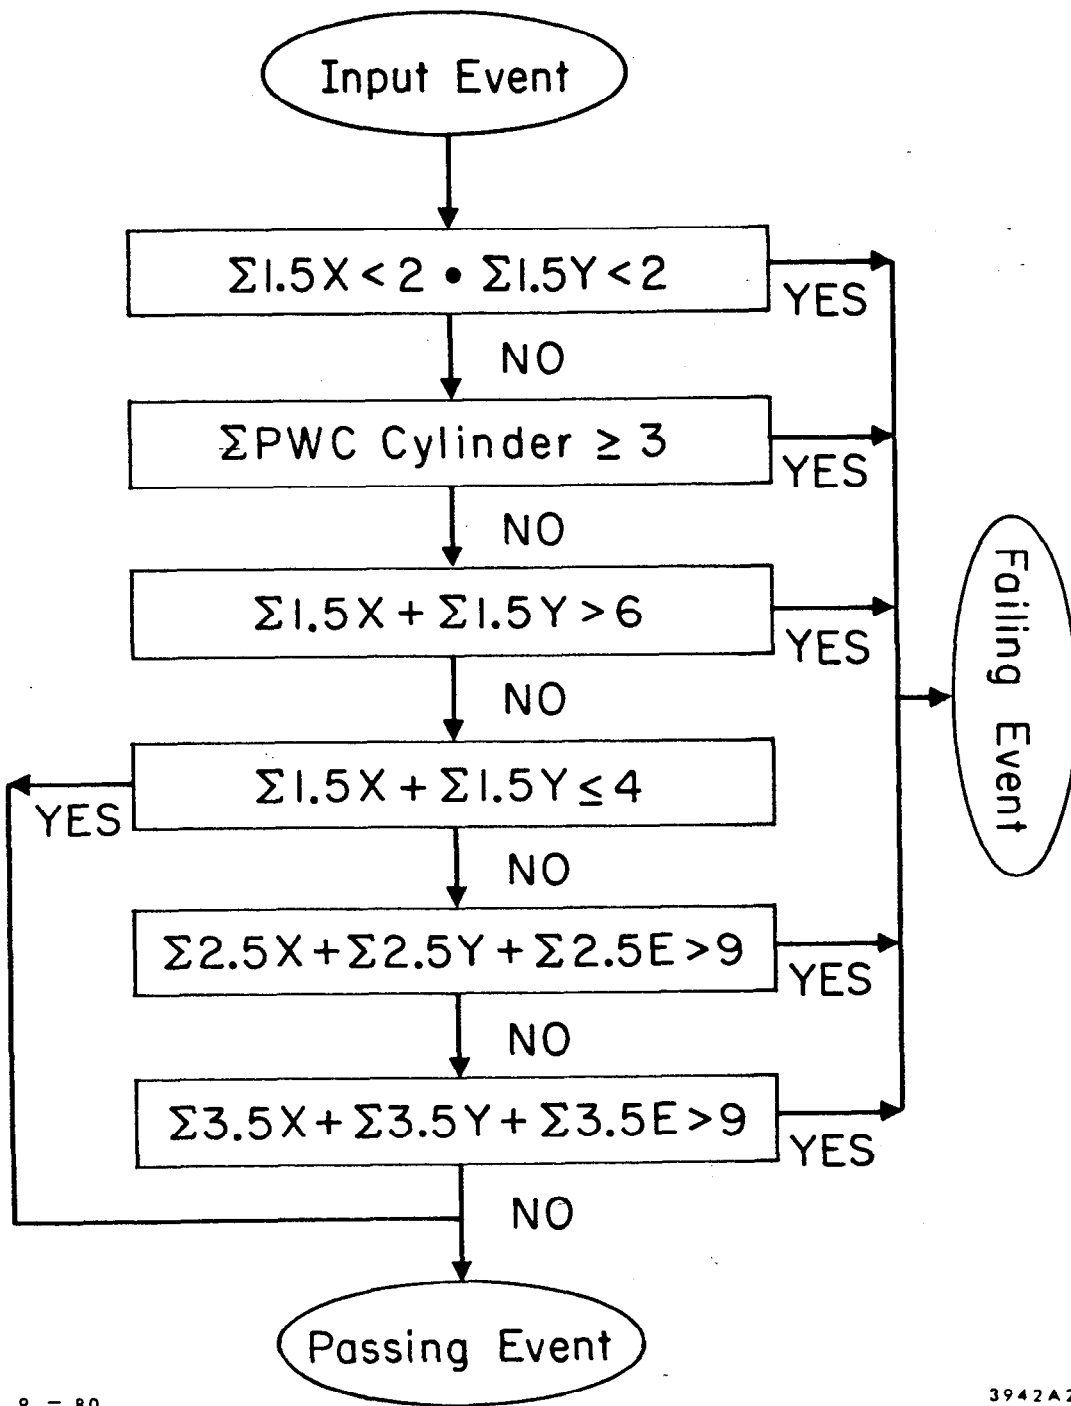 Input Event
Σ1.5X < 2 • Σ1.5Y < 2
YES
NO
ΣPWC Cylinder ≥ 3
YES
NO
Σ1.5X + Σ1.5Y > 6
YES
NO
Σ1.5X + Σ1.5Y ≤ 4
YES
NO
Σ2.5X + Σ2.5Y + Σ2.5E > 9
YES
NO
Σ3.5X + Σ3.5Y + Σ3.5E > 9
YES
NO
Failing Event
Passing Event
3942A2